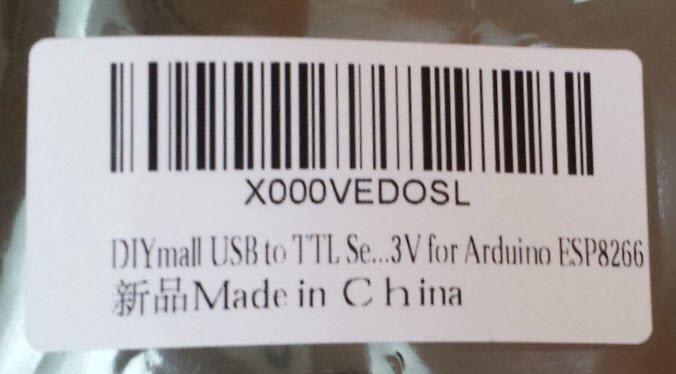 X000VEDOSL
DIYmall USB to TTL Se...3V for Arduino ESP8266
新品Made in China